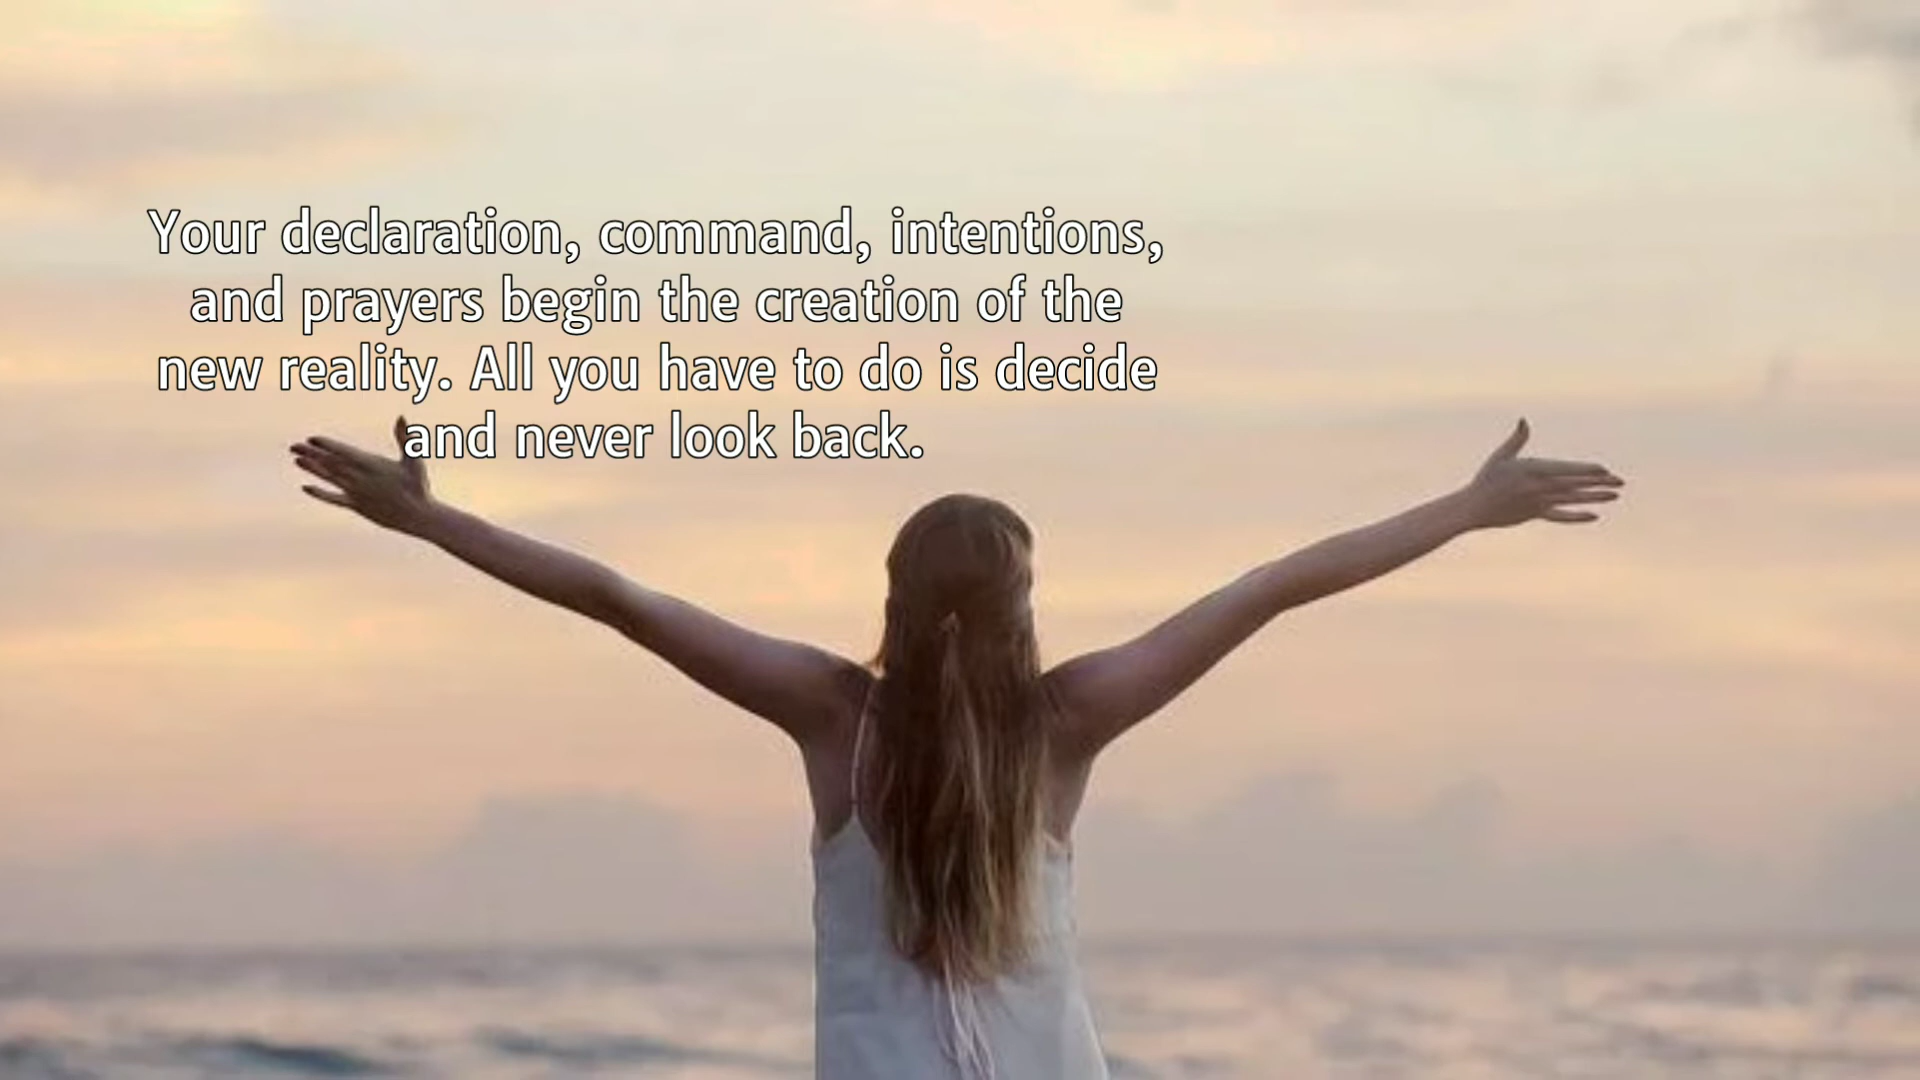 Your declaration, command, intentions,
and prayers begin the creation of the
new reality. All you have to do is decide
and never look back.